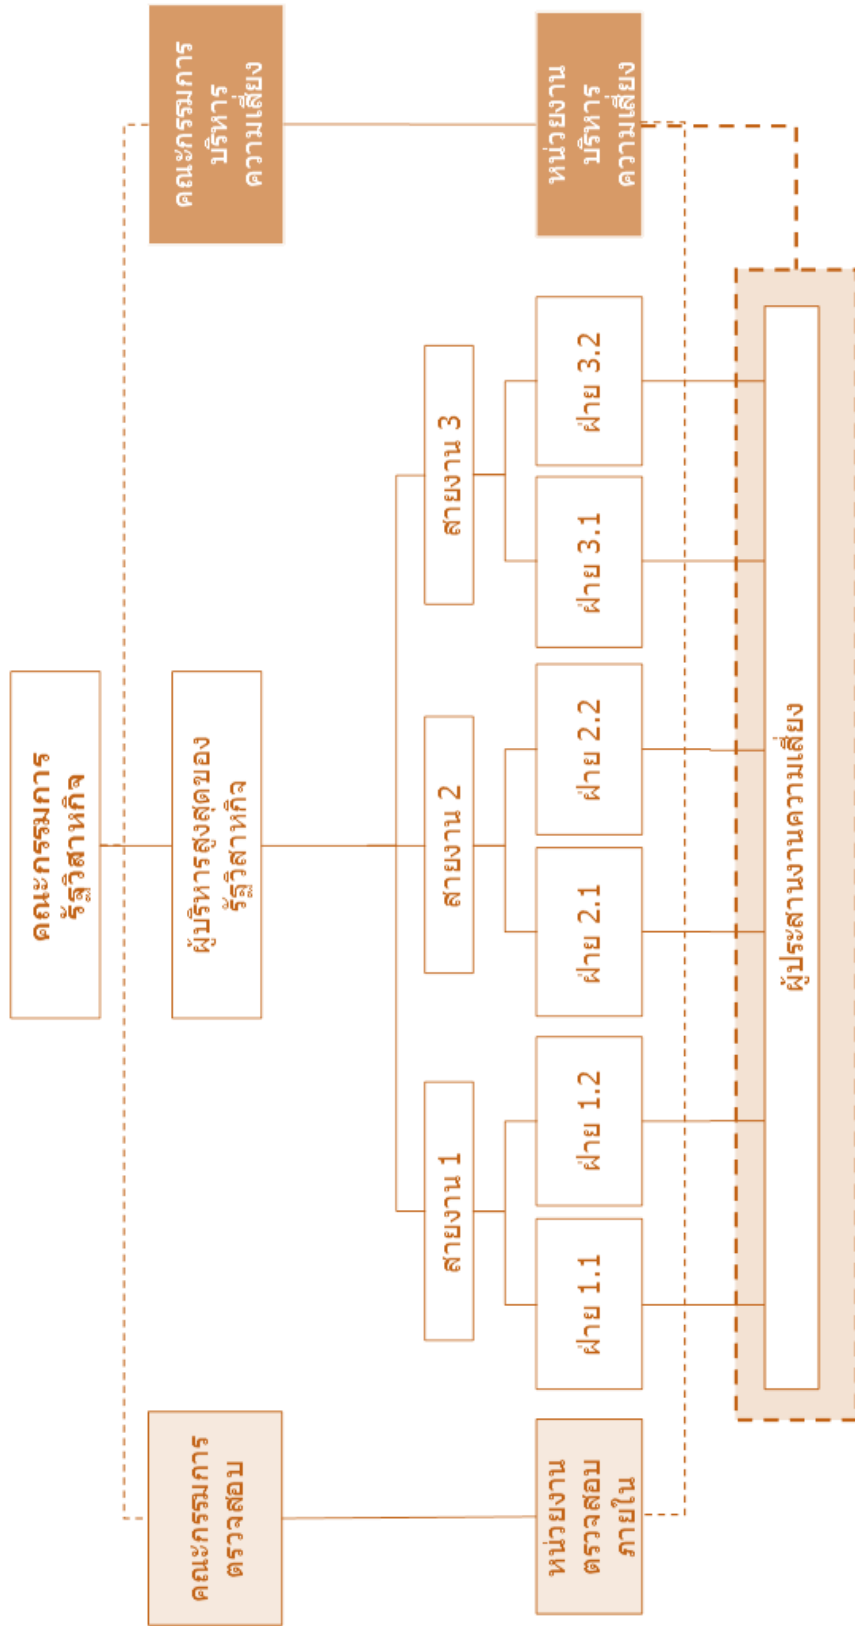 คณะกรรมการ
รัฐวิสาหกิจ
คณะกรรมการ
ตรวจสอบ
ผู้บริหารสูงสุดของ
รัฐวิสาหกิจ
คณะกรรมการ
บริหาร
ความเสี่ยง
สายงาน 1
สายงาน 2
สายงาน 3
หน่วยงาน
ตรวจสอบ
ภายใน
ฝ่าย 1.1
ฝ่าย 1.2
ฝ่าย 2.1
ฝ่าย 2.2
ฝ่าย 3.1
ฝ่าย 3.2
หน่วยงาน
บริหาร
ความเสี่ยง
ผู้ประสานงานความเสี่ยง